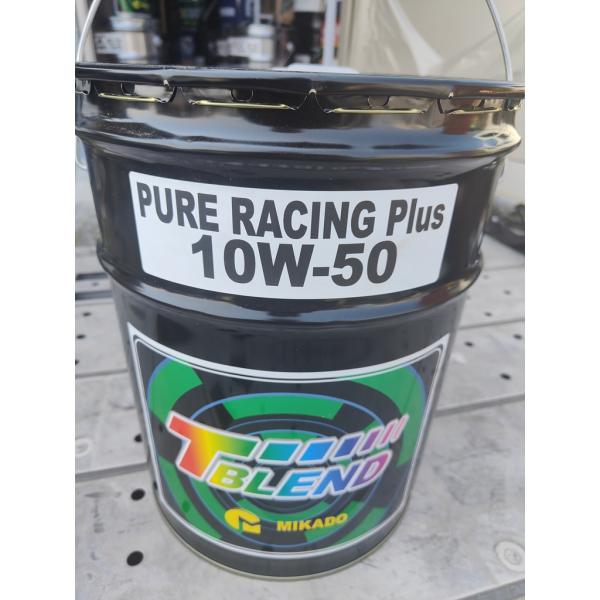 PURE RACING Plus
10W-50
T BLEND
MIKADO